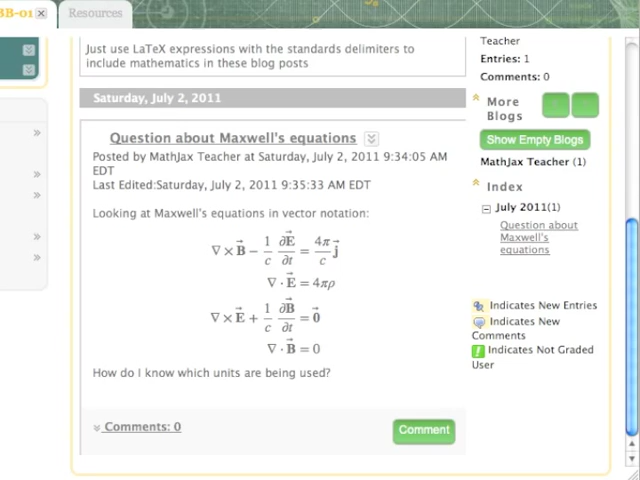 BB-01
Resources
Just use LaTeX expressions with the standards delimiters to
include mathematics in these blog posts
Saturday, July 2, 2011
Question about Maxwell's equations
Posted by MathJax Teacher at Saturday, July 2, 2011 9:34:05 AM
EDT
Last Edited:Saturday, July 2, 2011 9:35:33 AM EDT
Looking at Maxwell's equations in vector notation:
∇ × B⃗ − 1/c ∂E⃗/∂t = 4π/c j⃗
∇ · E⃗ = 4πρ
∇ × E⃗ + 1/c ∂B⃗/∂t = 0⃗
∇ · B⃗ = 0
How do I know which units are being used?
Comments: 0
Comment
Teacher
Entries: 1
Comments: 0
More
Blogs
Show Empty Blogs
MathJax Teacher (1)
Index
July 2011(1)
Question about
Maxwell's
equations
Indicates New Entries
Indicates New
Comments
Indicates Not Graded
User